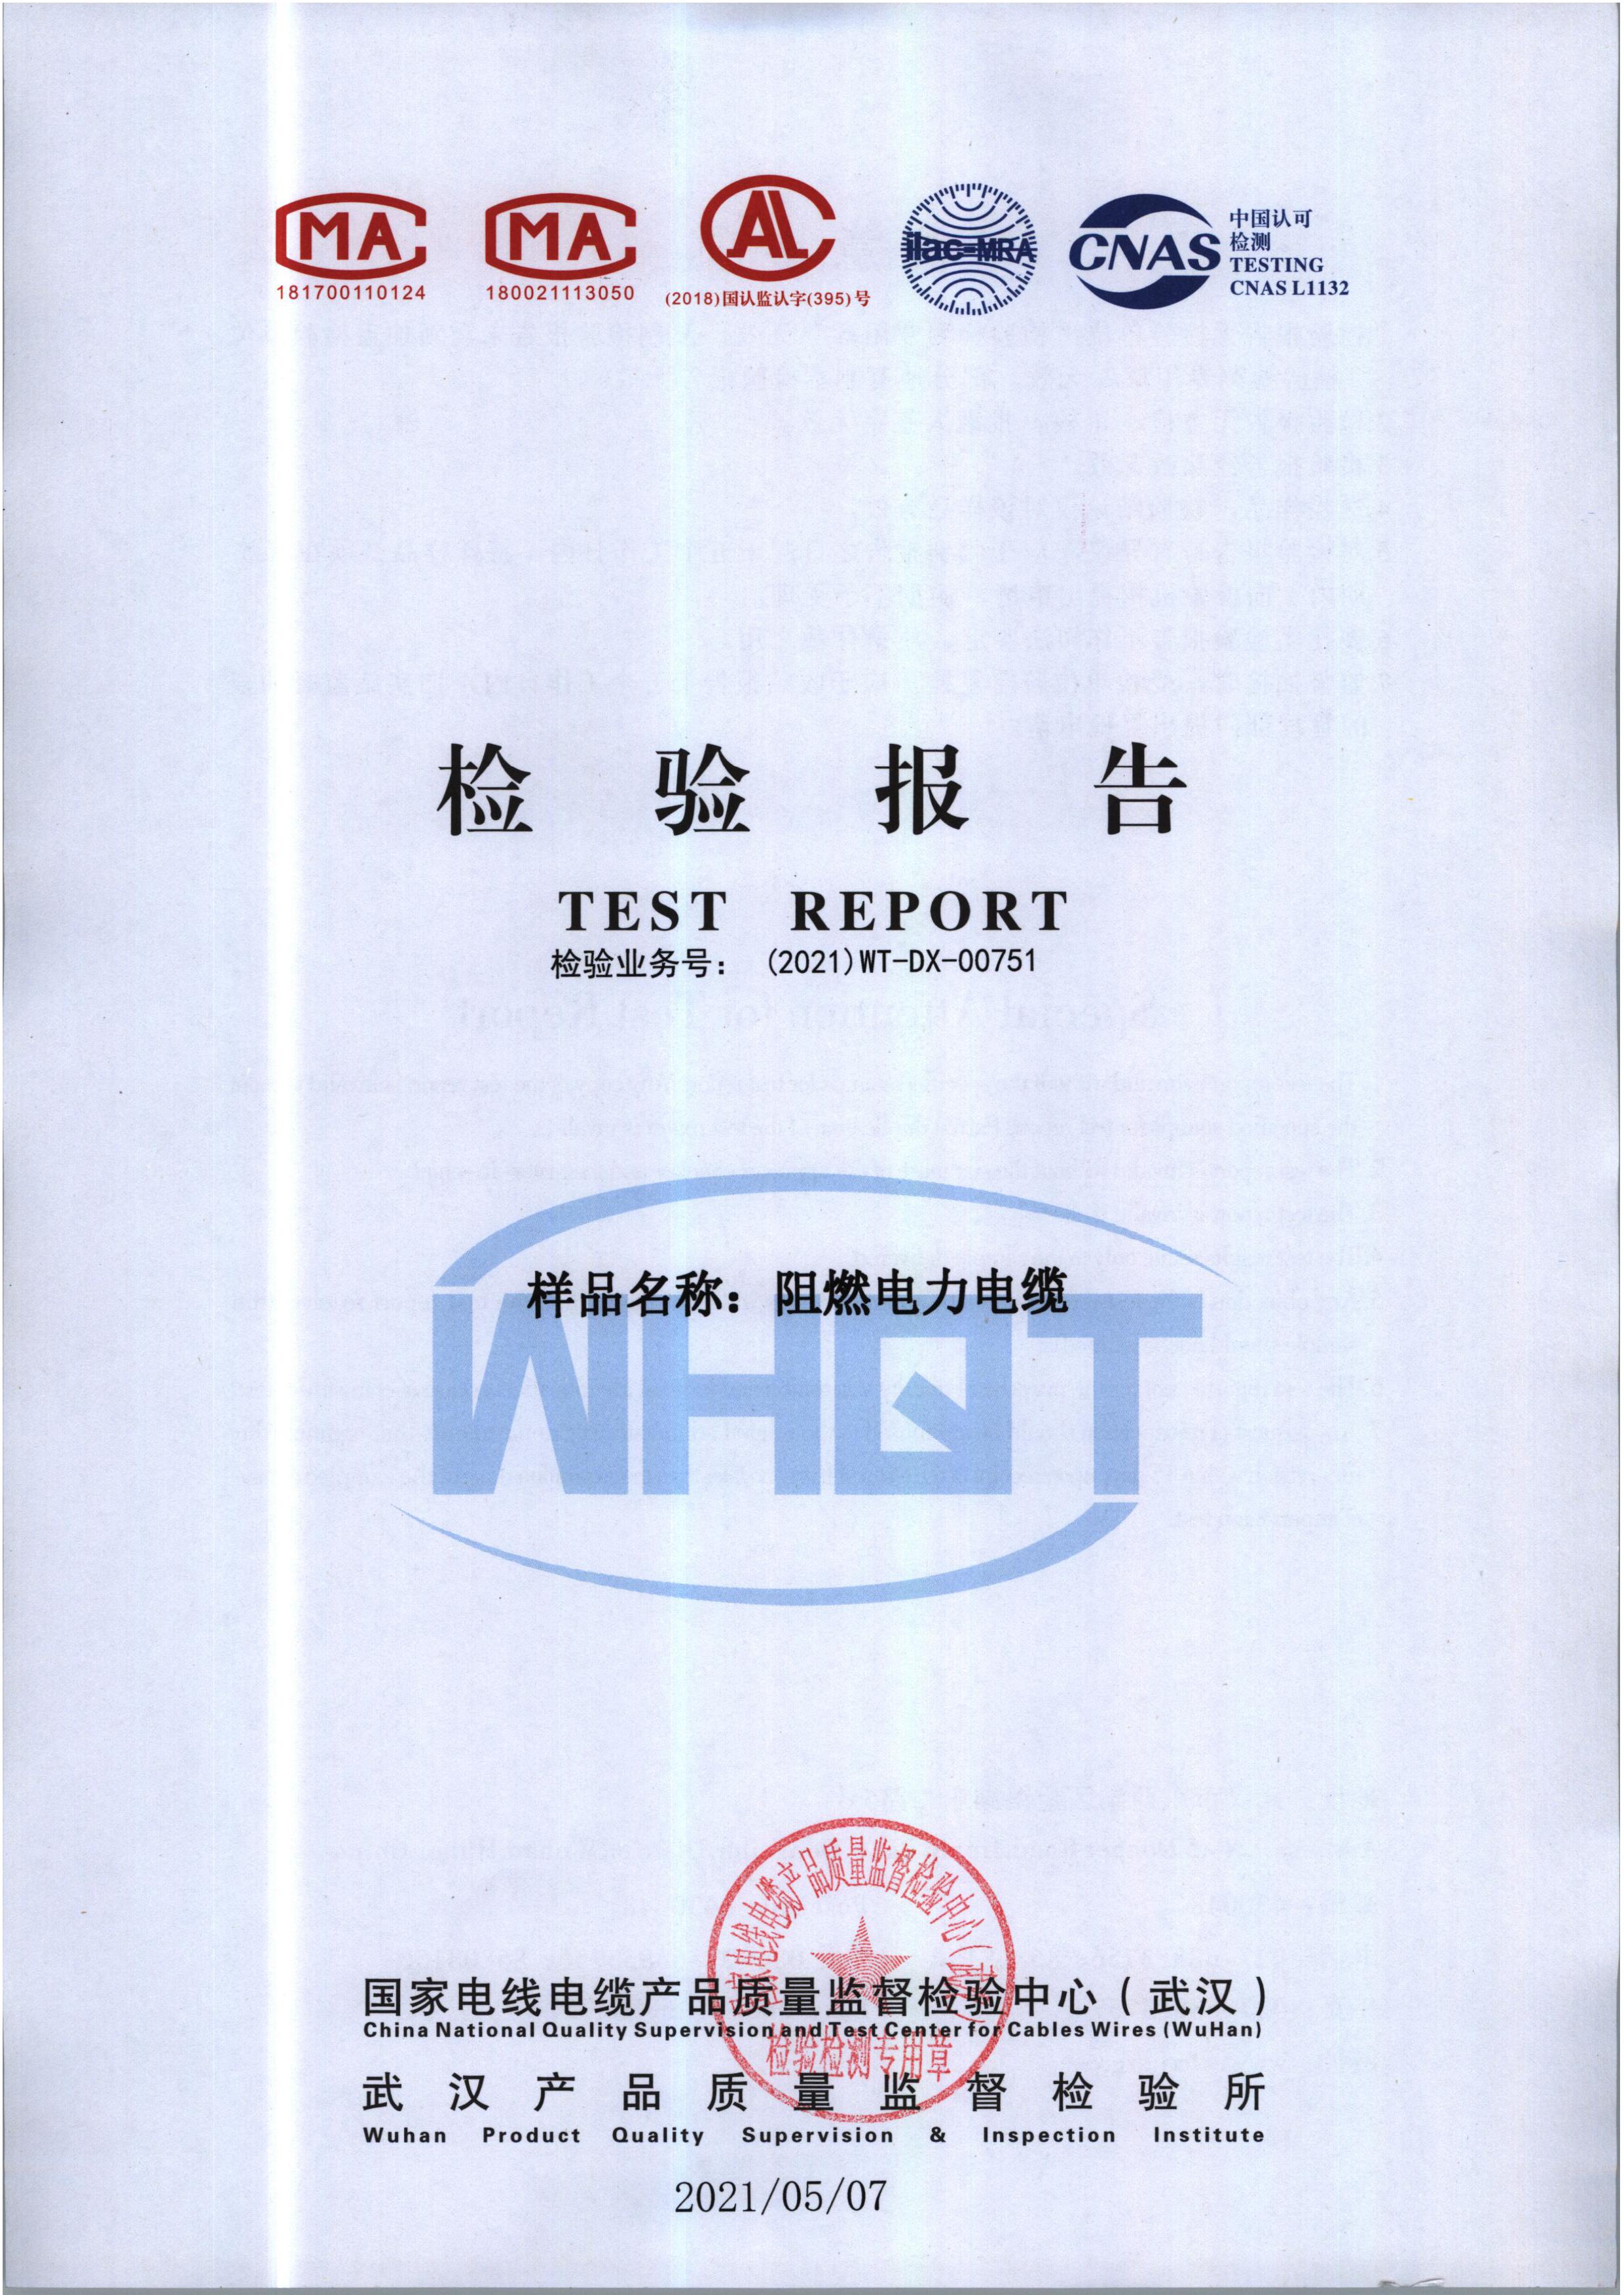 MA MA AL ilac-MRA CNAS
中国认可
检测
TESTING
CNAS L1132
181700110124 180021113050 (2018)国认监认字(395)号
检验报告
TEST REPORT
检验业务号： (2021)WT-DX-00751
样品名称：阻燃电力电缆
WHQT
国家电线电缆产品质量监督检验中心（武汉）
检验检测专用章
国家电线电缆产品质量监督检验中心（武汉）
China National Quality Supervision and Test Center for Cables Wires (WuHan)
武汉产品质量监督检验所
Wuhan Product Quality Supervision & Inspection Institute
2021/05/07